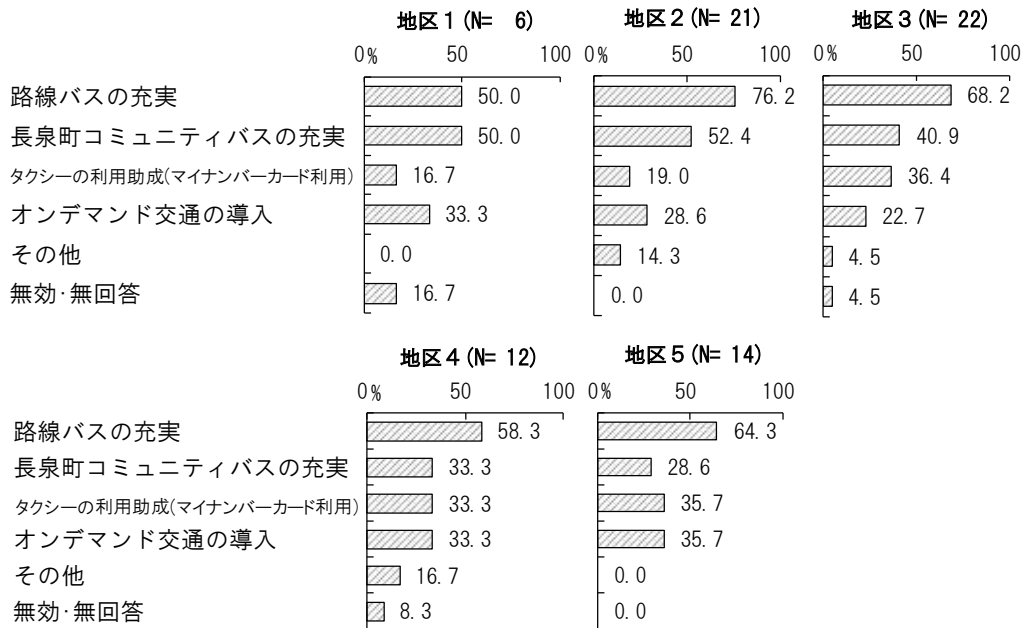 地区１(N=　6)　地区２(N= 21)　地区３(N= 22)
0%　50　100　0%　50　100　0%　50　100
路線バスの充実　50.0　76.2　68.2
長泉町コミュニティバスの充実　50.0　52.4　40.9
タクシーの利用助成(マイナンバーカード利用)　16.7　19.0　36.4
オンデマンド交通の導入　33.3　28.6　22.7
その他　0.0　14.3　4.5
無効･無回答　16.7　0.0　4.5
地区４(N= 12)　地区５(N= 14)
0%　50　100　0%　50　100
路線バスの充実　58.3　64.3
長泉町コミュニティバスの充実　33.3　28.6
タクシーの利用助成(マイナンバーカード利用)　33.3　35.7
オンデマンド交通の導入　33.3　35.7
その他　16.7　0.0
無効･無回答　8.3　0.0